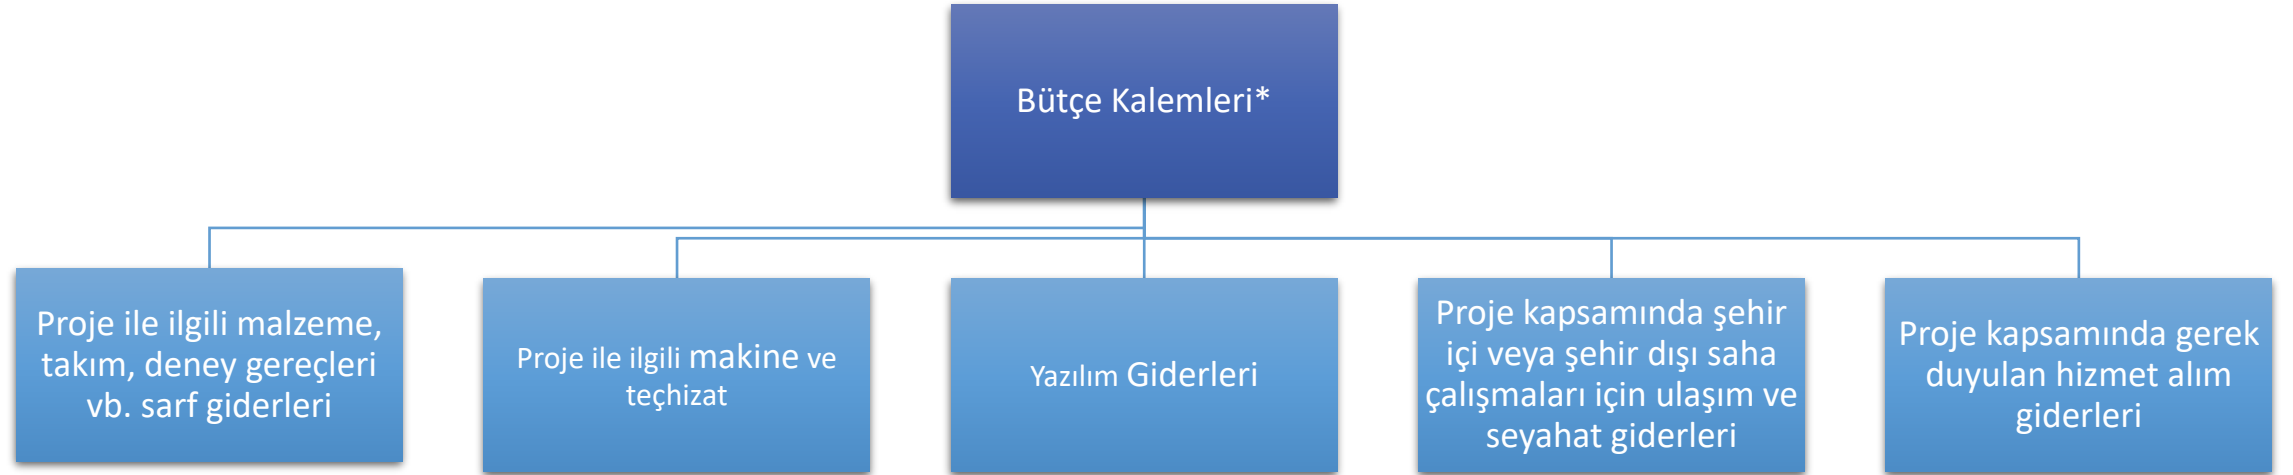 Bütçe Kalemleri*
Proje ile ilgili malzeme,
takım, deney gereçleri
vb. sarf giderleri
Proje ile ilgili makine ve
teçhizat
Yazılım Giderleri
Proje kapsamında şehir
içi veya şehir dışı saha
çalışmaları için ulaşım ve
seyahat giderleri
Proje kapsamında gerek
duyulan hizmet alım
giderleri